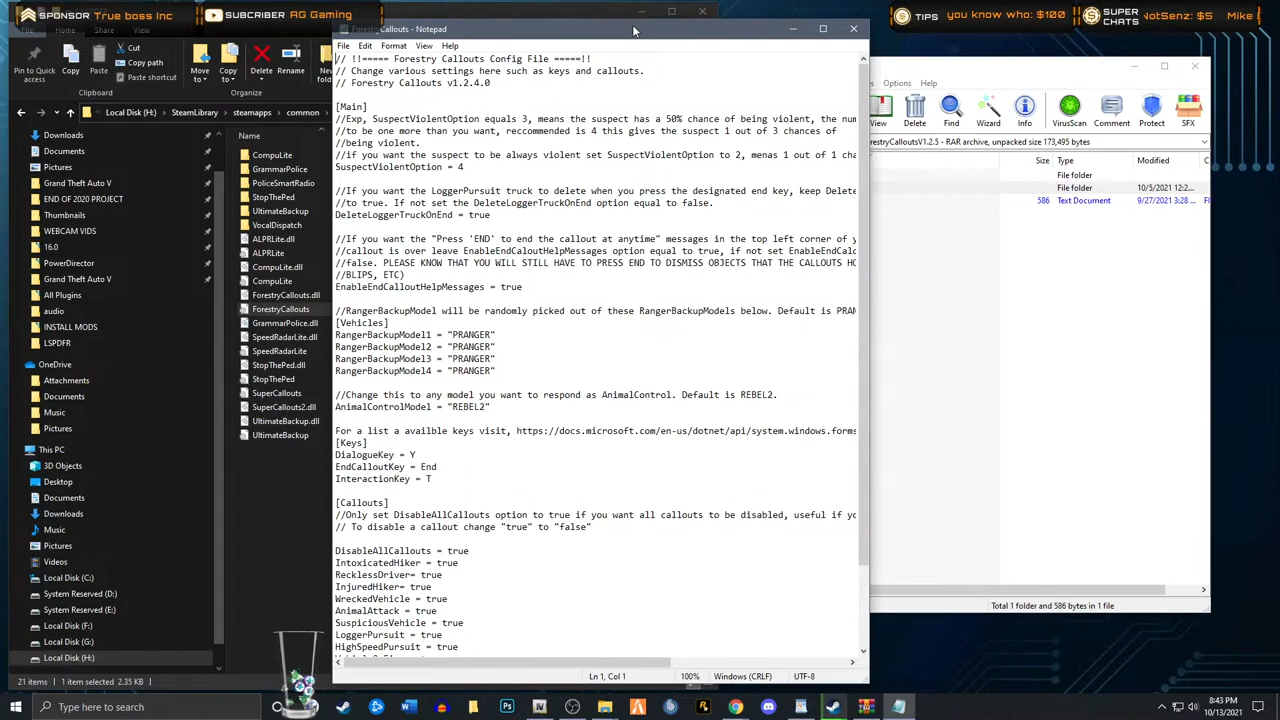 SPONSOR True boss Inc
SUBCRIBER AG Gaming
TIPS you know who: $100
SUPER CHATS NotSenz: $5 Mike
Callouts - Notepad
File Edit Format View Help
File Home
Pin to Quick access
Copy
Cut
Copy path
Paste shortcut
Clipboard
Move to
Copy to
Delete
Rename
Organize
New
Local Disk (H:) SteamLibrary steamapps common
Downloads
Documents
Pictures
Grand Theft Auto V
END OF 2020 PROJECT
Thumbnails
WEBCAM VIDS
16.0
PowerDirector
Grand Theft Auto V
All Plugins
audio
INSTALL MODS
LSPDFR
OneDrive
Attachments
Documents
Music
Pictures
This PC
3D Objects
Desktop
Documents
Downloads
Music
Pictures
Videos
Local Disk (C:)
System Reserved (D:)
System Reserved (E:)
Local Disk (F:)
Local Disk (G:)
Local Disk (H:)
21 items 1 item selected 2.35 KB
Name
CompuLite
GrammarPolice
PoliceSmartRadio
StopThePed
UltimateBackup
VocalDispatch
ALPRLite.dll
ALPRLite
CompuLite.dll
CompuLite
ForestryCallouts.dll
ForestryCallouts
GrammarPolice.dll
SpeedRadarLite.dll
SpeedRadarLite
StopThePed.dll
StopThePed
SuperCallouts
SuperCallouts2.dll
UltimateBackup.dll
UltimateBackup
// !!===== Forestry Callouts Config File =====!!
// Change various settings here such as keys and callouts.
// Forestry Callouts v1.2.4.0
[Main]
//Exp, SuspectViolentOption equals 3, means the suspect has a 50% chance of being violent, the num
//to be one more than you want, reccommended is 4 this gives the suspect 1 out of 3 chances of
//being violent.
//if you want the suspect to be always violent set SuspectViolentOption to 2, menas 1 out of 1 cha
SuspectViolentOption = 4
//If you want the LoggerPursuit truck to delete when you press the designated end key, keep Delete
//to true. If not set the DeleteLoggerTruckOnEnd option equal to false.
DeleteLoggerTruckOnEnd = true
//If you want the "Press 'END' to end the callout at anytime" messages in the top left corner of y
//callout is over leave EnableEndCaloutHelpMessages option equal to true, if not set EnableEndCalo
//false. PLEASE KNOW THAT YOU WILL STILL HAVE TO PRESS END TO DISMISS OBJECTS THAT THE CALLOUTS HO
//BLIPS, ETC)
EnableEndCalloutHelpMessages = true
//RangerBackupModel will be randomly picked out of these RangerBackupModels below. Default is PRAN
[Vehicles]
RangerBackupModel1 = "PRANGER"
RangerBackupModel2 = "PRANGER"
RangerBackupModel3 = "PRANGER"
RangerBackupModel4 = "PRANGER"
//Change this to any model you want to respond as AnimalControl. Default is REBEL2.
AnimalControlModel = "REBEL2"
For a list a availble keys visit, https://docs.microsoft.com/en-us/dotnet/api/system.windows.forms
[Keys]
DialogueKey = Y
EndCalloutKey = End
InteractionKey = T
[Callouts]
//Only set DisableAllCallouts option to true if you want all callouts to be disabled, useful if yo
// To disable a callout change "true" to "false"
DisableAllCallouts = true
IntoxicatedHiker = true
RecklessDriver= true
InjuredHiker= true
WreckedVehicle = true
AnimalAttack = true
SuspiciousVehicle = true
LoggerPursuit = true
HighSpeedPursuit = true
Ln 1, Col 1 100% Windows (CRLF) UTF-8
Options Help
View Delete Find Wizard Info VirusScan Comment Protect SFX
ForestryCalloutsV1.2.5 - RAR archive, unpacked size 173,495 bytes
Size Type Modified
File folder
File folder 10/5/2021 12:2...
586 Text Document 9/27/2021 3:28 ...
Total 1 folder and 586 bytes in 1 file
Type here to search
8:43 PM
10/13/2021